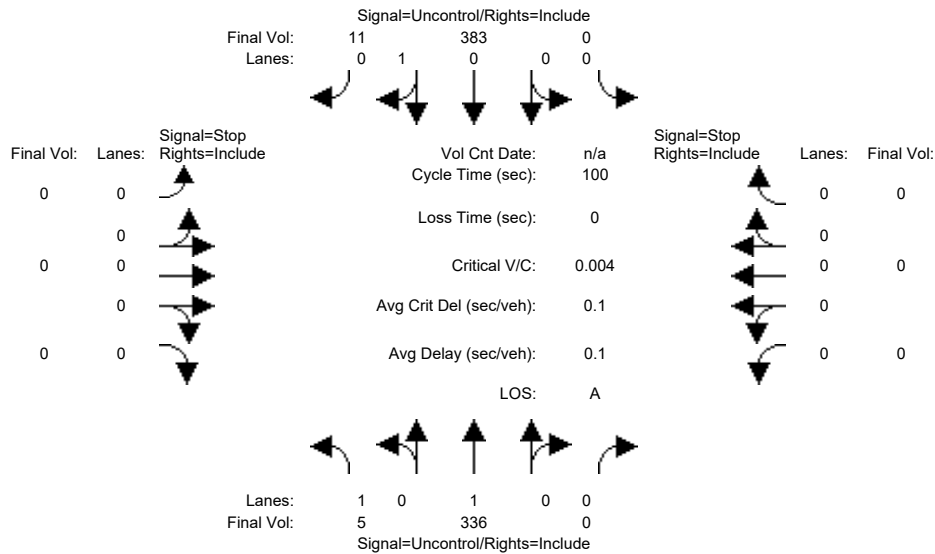 Signal=Uncontrol/Rights=Include
Final Vol: 11 383 0
Lanes: 0 1 0 0 0
Signal=Stop Signal=Stop
Final Vol: Lanes: Rights=Include Vol Cnt Date: n/a Rights=Include Lanes: Final Vol:
Cycle Time (sec): 100
0 0 0 0
Loss Time (sec): 0
0 0
0 0 Critical V/C: 0.004 0 0
0 Avg Crit Del (sec/veh): 0.1 0
0 0 Avg Delay (sec/veh): 0.1 0 0
LOS: A
Lanes: 1 0 1 0 0
Final Vol: 5 336 0
Signal=Uncontrol/Rights=Include